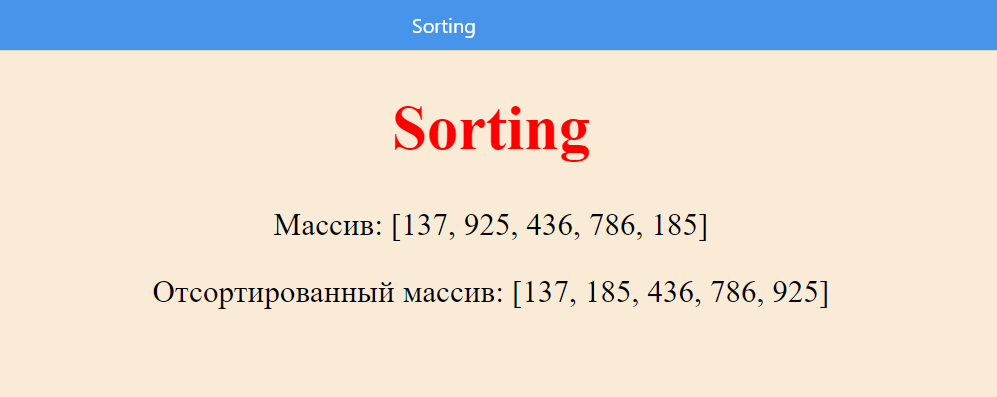 Sorting
Sorting
Массив: [137, 925, 436, 786, 185]
Отсортированный массив: [137, 185, 436, 786, 925]